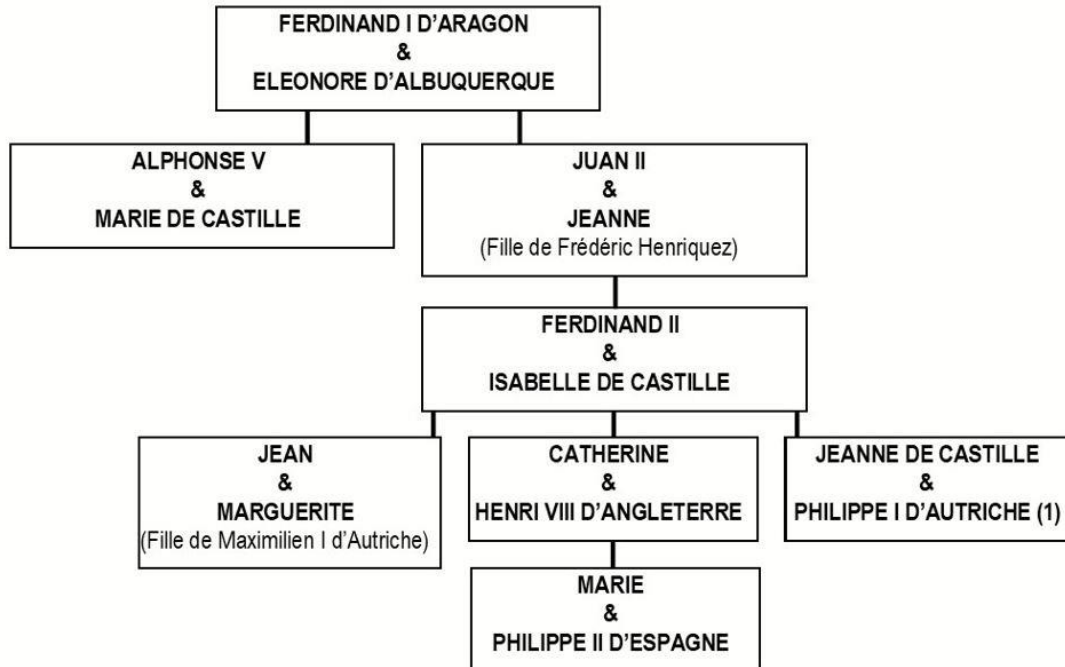 FERDINAND I D'ARAGON
&
ELEONORE D'ALBUQUERQUE
ALPHONSE V
&
MARIE DE CASTILLE
JUAN II
&
JEANNE
(Fille de Frédéric Henriquez)
FERDINAND II
&
ISABELLE DE CASTILLE
JEAN
&
MARGUERITE
(Fille de Maximilien I d'Autriche)
CATHERINE
&
HENRI VIII D'ANGLETERRE
JEANNE DE CASTILLE
&
PHILIPPE I D'AUTRICHE (1)
MARIE
&
PHILIPPE II D'ESPAGNE